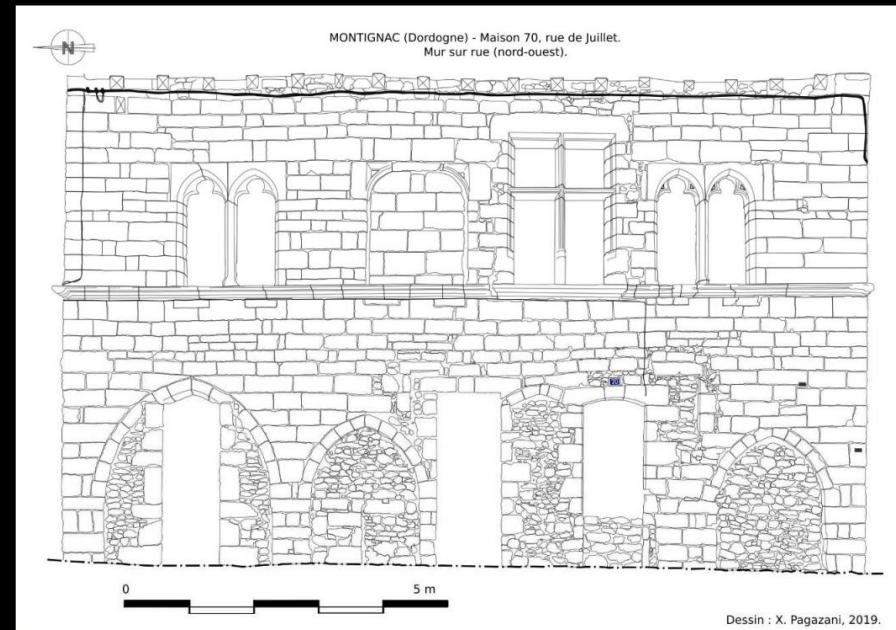 MONTIGNAC (Dordogne) - Maison 70, rue de Juillet.
Mur sur rue (nord-ouest).
N
70
0 5 m
Dessin : X. Pagazani, 2019.